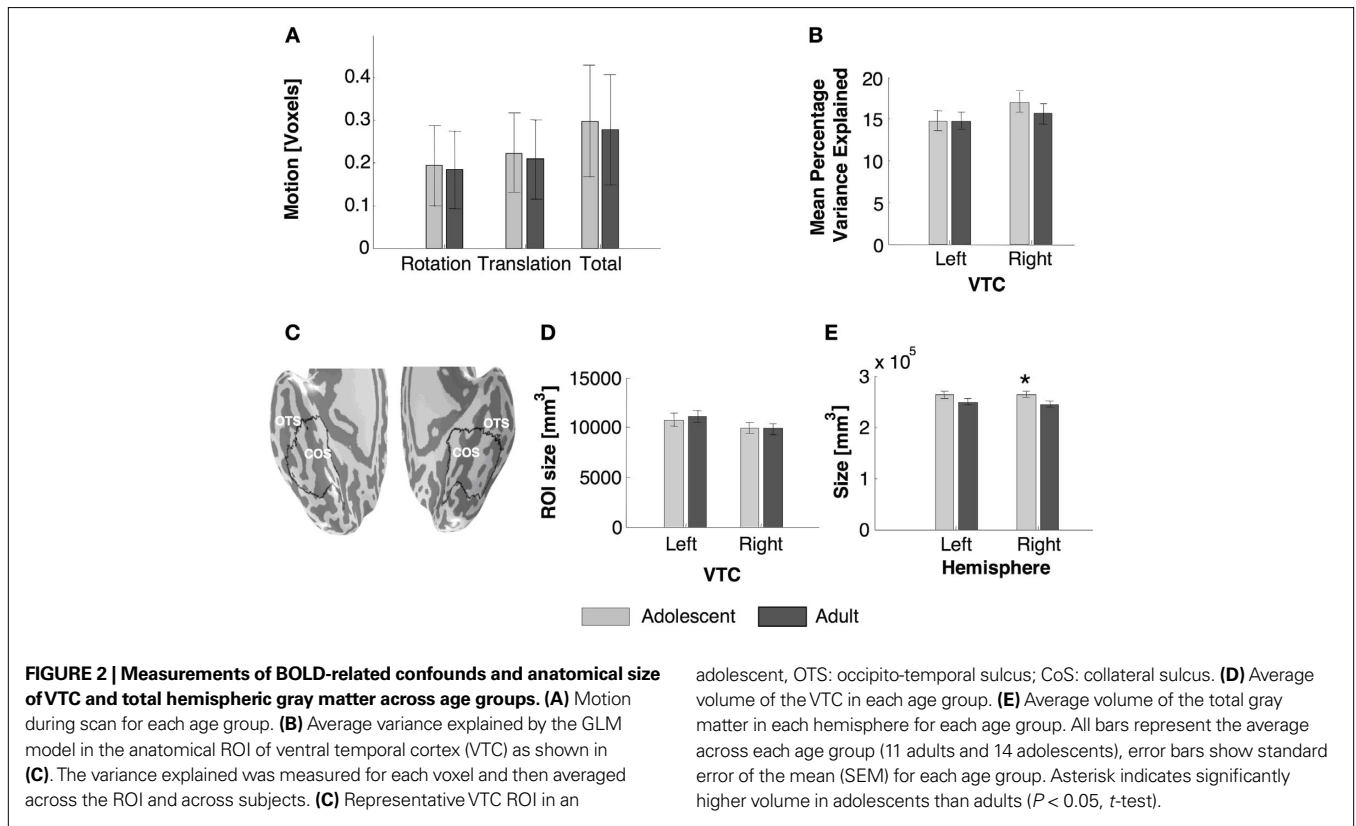 A
Motion [Voxels]
0.4
0.3
0.2
0.1
0
Rotation Translation Total
B
Mean Percentage
Variance Explained
20
15
10
5
0
Left Right
VTC
C
OTS
COS
OTS
COS
D
ROI size [mm³]
15000
10000
5000
0
Left Right
VTC
E
x 10⁵
Size [mm³]
3
2
1
0
*
Left Right
Hemisphere
Adolescent Adult
FIGURE 2 | Measurements of BOLD-related confounds and anatomical size
of VTC and total hemispheric gray matter across age groups. (A) Motion
during scan for each age group. (B) Average variance explained by the GLM
model in the anatomical ROI of ventral temporal cortex (VTC) as shown in
(C). The variance explained was measured for each voxel and then averaged
across the ROI and across subjects. (C) Representative VTC ROI in an
adolescent, OTS: occipito-temporal sulcus; CoS: collateral sulcus. (D) Average
volume of the VTC in each age group. (E) Average volume of the total gray
matter in each hemisphere for each age group. All bars represent the average
across each age group (11 adults and 14 adolescents), error bars show standard
error of the mean (SEM) for each age group. Asterisk indicates significantly
higher volume in adolescents than adults (P < 0.05, t-test).